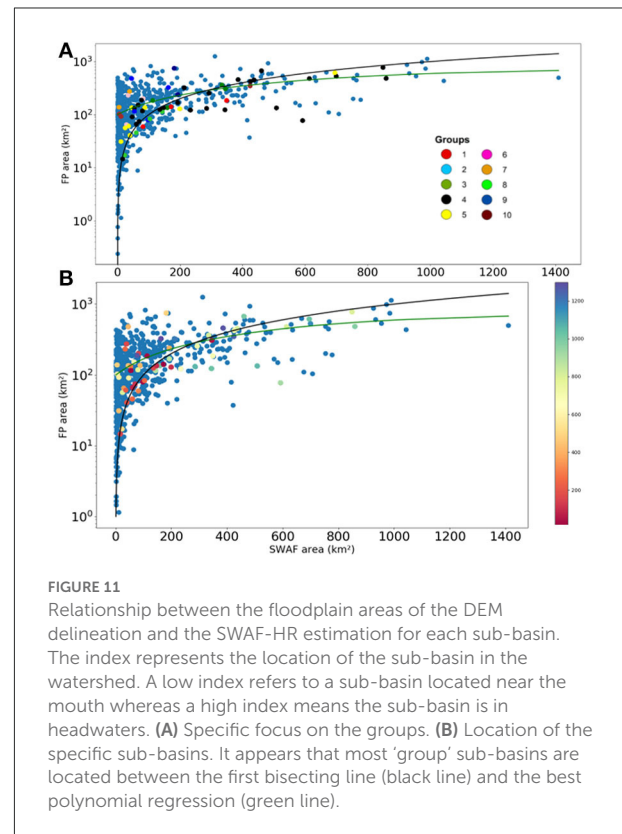 A
FP area (km²)
10³
10²
10¹
10⁰
Groups
1 6
2 7
3 8
4 9
5 10
0 200 400 600 800 1000 1200 1400
B
FP area (km²)
10³
10²
10¹
10⁰
0 200 400 600 800 1000 1200 1400
SWAF area (km²)
1200
1000
800
600
400
200
FIGURE 11
Relationship between the floodplain areas of the DEM
delineation and the SWAF-HR estimation for each sub-basin.
The index represents the location of the sub-basin in the
watershed. A low index refers to a sub-basin located near the
mouth whereas a high index means the sub-basin is in
headwaters. (A) Specific focus on the groups. (B) Location of the
specific sub-basins. It appears that most ‘group’ sub-basins are
located between the first bisecting line (black line) and the best
polynomial regression (green line).